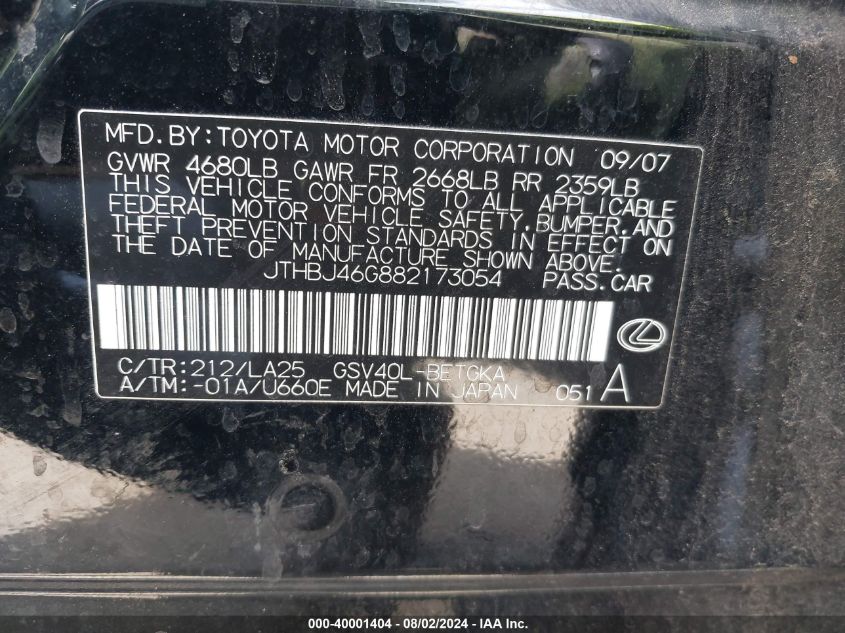 MFD.BY:TOYOTA MOTOR CORPORATION 09/07
GVWR 4680LB GAWR FR 2668LB RR 2359LB
THIS VEHICLE CONFORMS TO ALL APPLICABLE
FEDERAL MOTOR VEHICLE SAFETY,BUMPER,AND
THEFT PREVENTION STANDARDS IN EFFECT ON
THE DATE OF MANUFACTURE SHOWN ABOVE.
JTHBJ46G882173054 PASS.CAR
C/TR:212/LA25 GSV40L-BETGKA
A/TM:-01A/U660E MADE IN JAPAN 051 A
000-40001404 - 08/02/2024 - IAA Inc.